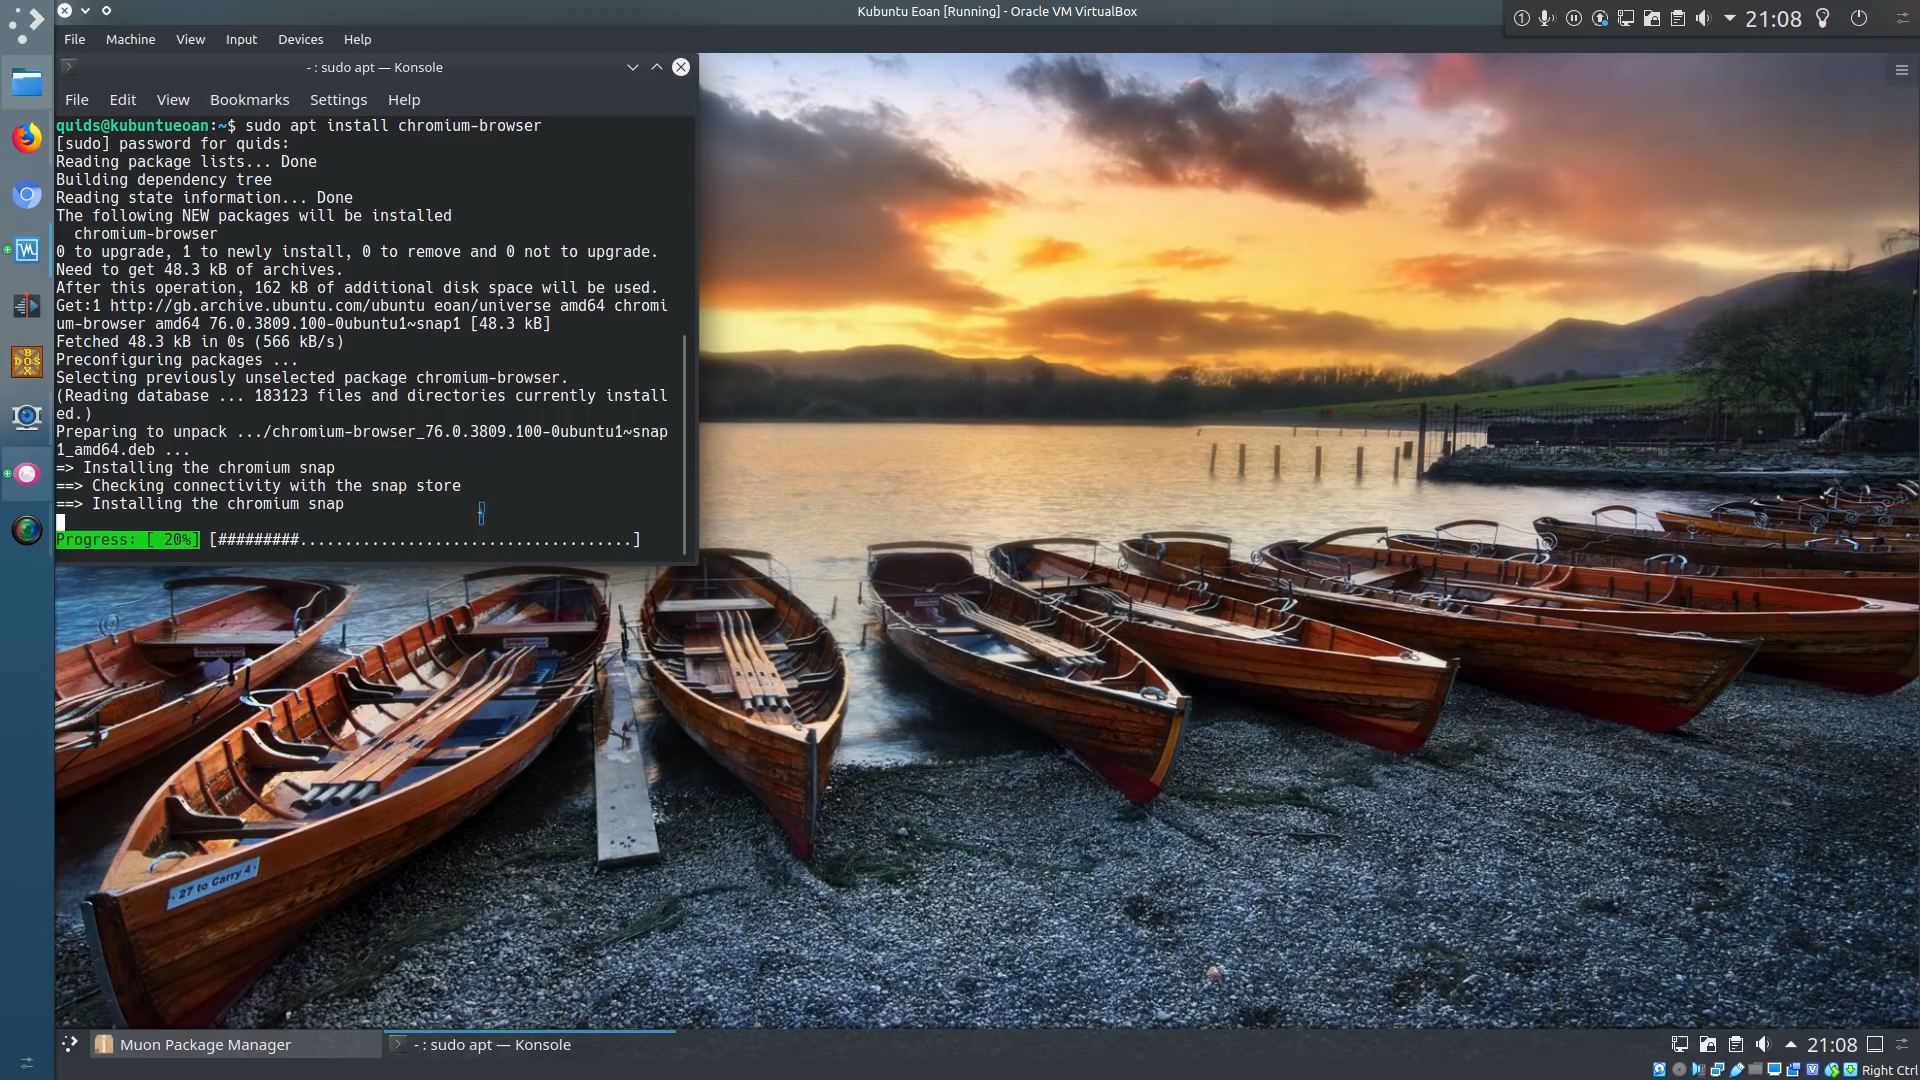 Kubuntu Eoan [Running] - Oracle VM VirtualBox
21:08
File Machine View Input Devices Help
- : sudo apt — Konsole
File Edit View Bookmarks Settings Help
quids@kubuntueoan:~$ sudo apt install chromium-browser
[sudo] password for quids:
Reading package lists... Done
Building dependency tree
Reading state information... Done
The following NEW packages will be installed
chromium-browser
0 to upgrade, 1 to newly install, 0 to remove and 0 not to upgrade.
Need to get 48.3 kB of archives.
After this operation, 162 kB of additional disk space will be used.
Get:1 http://gb.archive.ubuntu.com/ubuntu eoan/universe amd64 chromi
um-browser amd64 76.0.3809.100-0ubuntu1~snap1 [48.3 kB]
Fetched 48.3 kB in 0s (566 kB/s)
Preconfiguring packages ...
Selecting previously unselected package chromium-browser.
(Reading database ... 183123 files and directories currently install
ed.)
Preparing to unpack .../chromium-browser_76.0.3809.100-0ubuntu1~snap
1_amd64.deb ...
=> Installing the chromium snap
==> Checking connectivity with the snap store
==> Installing the chromium snap
Progress: [ 20%] [#########.....................................]
DOS
BOX
27 to Carry 4
Muon Package Manager
- : sudo apt — Konsole
21:08
Right Ctrl